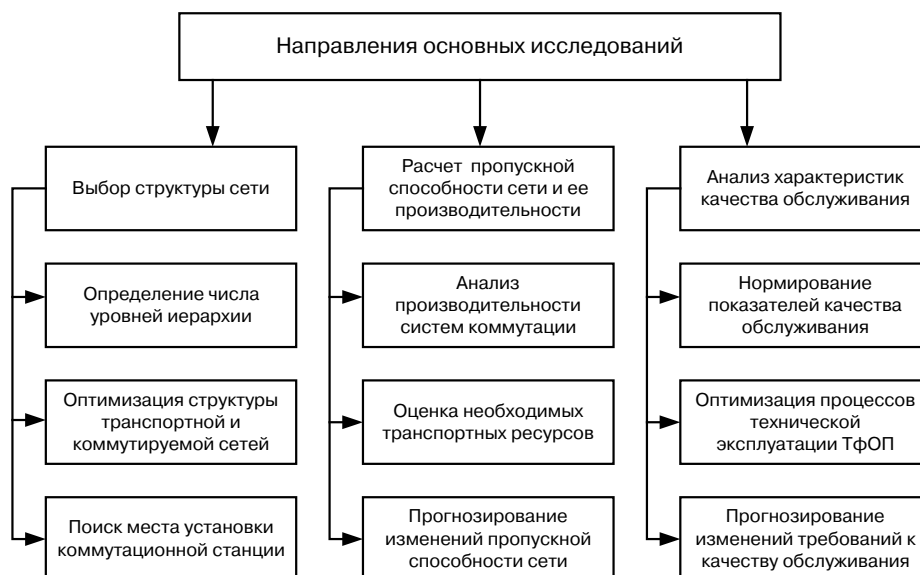 Направления основных исследований
Выбор структуры сети
Определение числа
уровней иерархии
Оптимизация структуры
транспортной и
коммутируемой сетей
Поиск места установки
коммутационной станции
Расчет пропускной
способности сети и ее
производительности
Анализ
производительности
систем коммутации
Оценка необходимых
транспортных ресурсов
Прогнозирование
изменений пропускной
способности сети
Анализ характеристик
качества обслуживания
Нормирование
показателей качества
обслуживания
Оптимизация процессов
технической
эксплуатации ТфОП
Прогнозирование
изменений требований к
качеству обслуживания